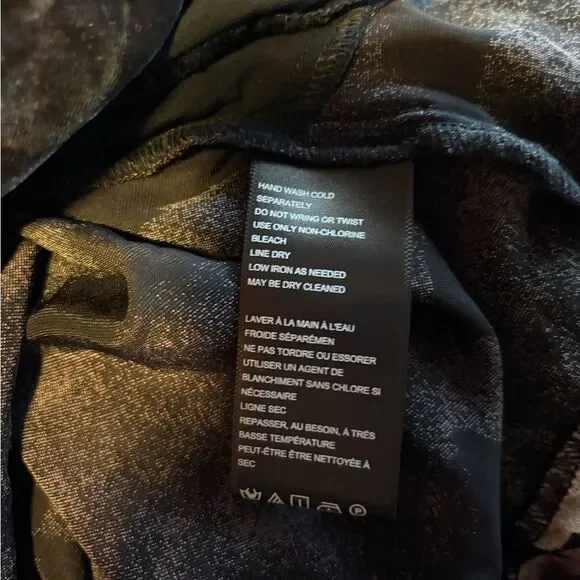 HAND WASH COLD
SEPARATELY
DO NOT WRING OR TWIST
USE ONLY NON-CHLORINE
BLEACH
LINE DRY
LOW IRON AS NEEDED
MAY BE DRY CLEANED
LAVER À LA MAIN À L'EAU
FROIDE SÉPARÉMEN
NE PAS TORDRE OU ESSORER
UTILISER UN AGENT DE
BLANCHIMENT SANS CHLORE SI
NÉCESSAIRE
LIGNE SEC
REPASSER, AU BESOIN, À TRÉS
BASSE TEMPÉRATURE
PEUT-ÊTRE ÊTRE NETTOYÉE À
SEC
P